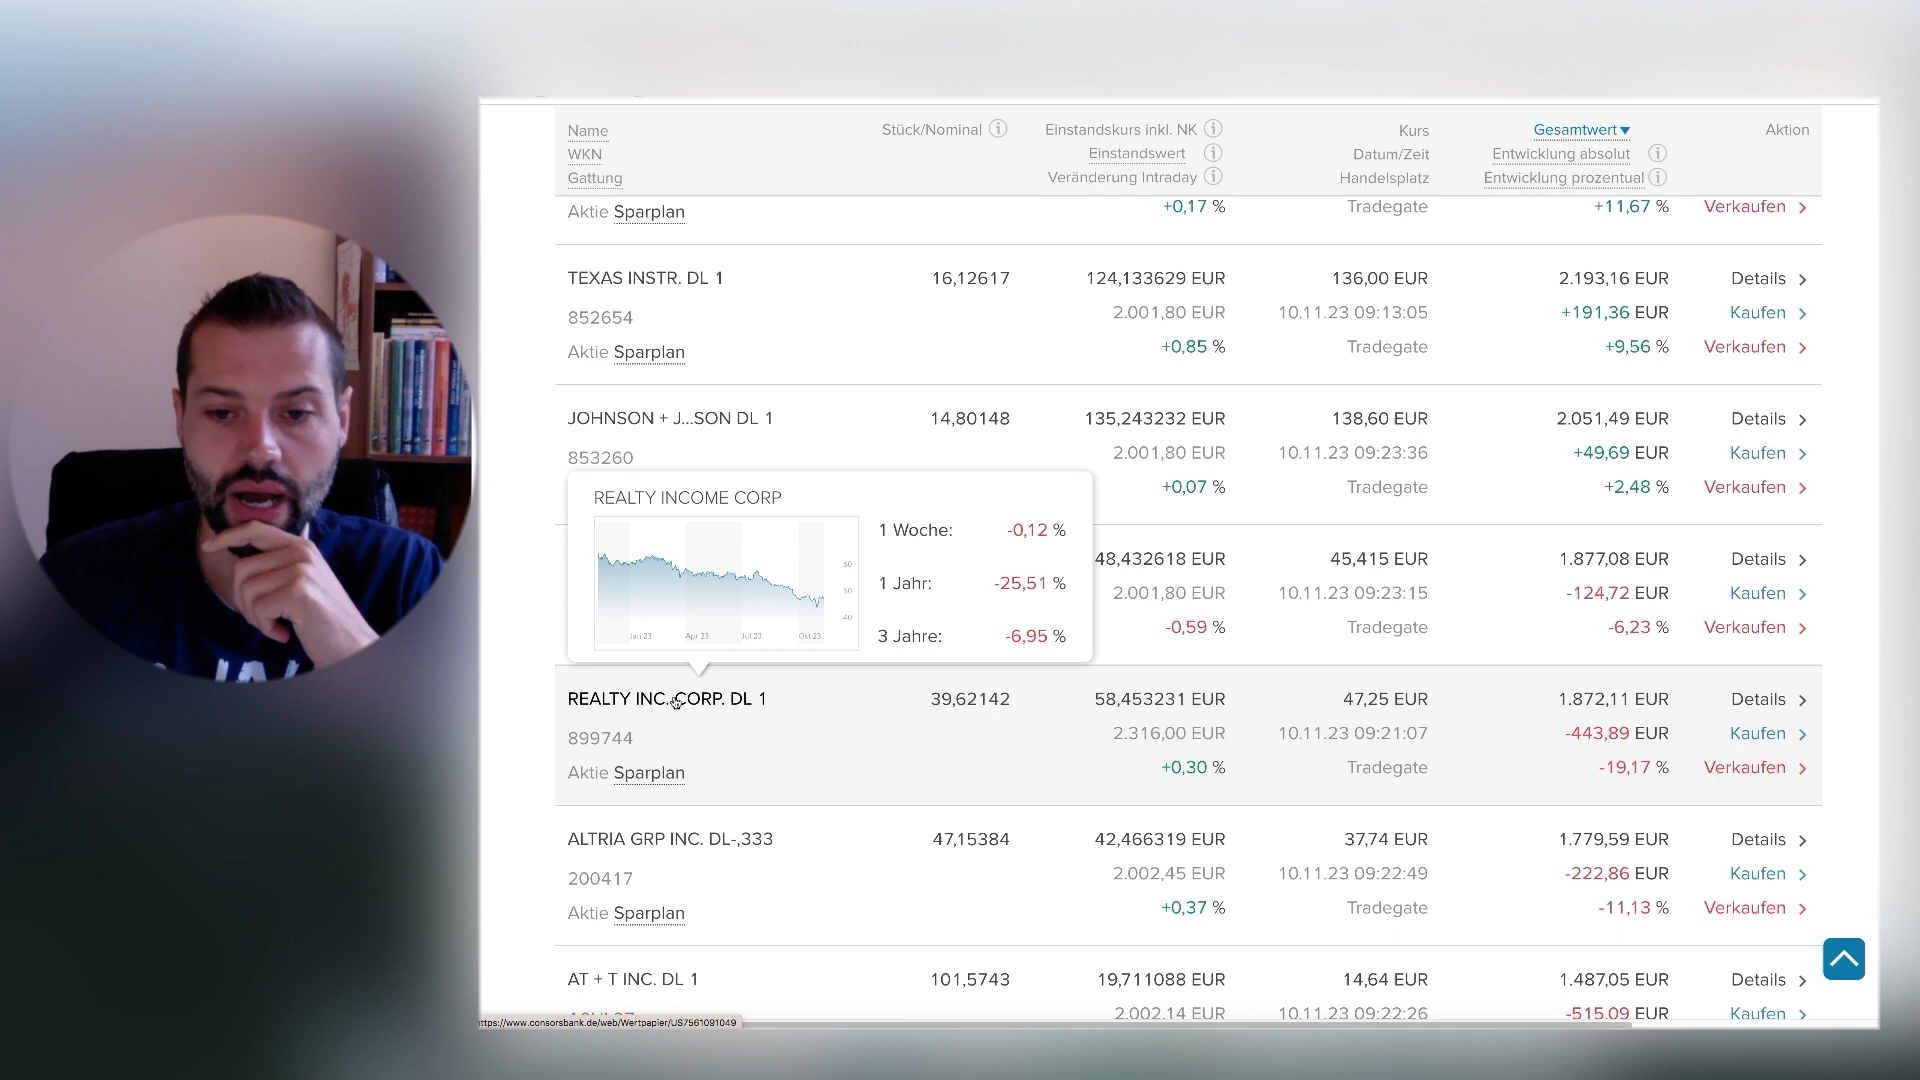 Name
Stück/Nominal
Einstandskurs inkl. NK
Kurs
Gesamtwert▼
Aktion
WKN
Einstandswert
Datum/Zeit
Entwicklung absolut
Gattung
Veränderung Intraday
Handelsplatz
Entwicklung prozentual
Aktie Sparplan
+0,17 %
Tradegate
+11,67 %
Verkaufen
TEXAS INSTR. DL 1
16,12617
124,133629 EUR
136,00 EUR
2.193,16 EUR
Details
852654
2.001,80 EUR
10.11.23 09:13:05
+191,36 EUR
Kaufen
Aktie Sparplan
+0,85 %
Tradegate
+9,56 %
Verkaufen
JOHNSON + J...SON DL 1
14,80148
135,243232 EUR
138,60 EUR
2.051,49 EUR
Details
853260
2.001,80 EUR
10.11.23 09:23:36
+49,69 EUR
Kaufen
+0,07 %
Tradegate
+2,48 %
Verkaufen
REALTY INCOME CORP
1 Woche: -0,12 %
1 Jahr: -25,51 %
3 Jahre: -6,95 %
60
50
40
Jan 23 Apr 23 Jul 23 Okt 23
48,432618 EUR
45,415 EUR
1.877,08 EUR
Details
2.001,80 EUR
10.11.23 09:23:15
-124,72 EUR
Kaufen
-0,59 %
Tradegate
-6,23 %
Verkaufen
REALTY INC. CORP. DL 1
39,62142
58,453231 EUR
47,25 EUR
1.872,11 EUR
Details
899744
2.316,00 EUR
10.11.23 09:21:07
-443,89 EUR
Kaufen
Aktie Sparplan
+0,30 %
Tradegate
-19,17 %
Verkaufen
ALTRIA GRP INC. DL-,333
47,15384
42,466319 EUR
37,74 EUR
1.779,59 EUR
Details
200417
2.002,45 EUR
10.11.23 09:22:49
-222,86 EUR
Kaufen
Aktie Sparplan
+0,37 %
Tradegate
-11,13 %
Verkaufen
AT + T INC. DL 1
101,5743
19,711088 EUR
14,64 EUR
1.487,05 EUR
Details
2.002,14 EUR
10.11.23 09:22:26
-515,09 EUR
Kaufen
https://www.consorsbank.de/web/Wertpapier/US7561091049